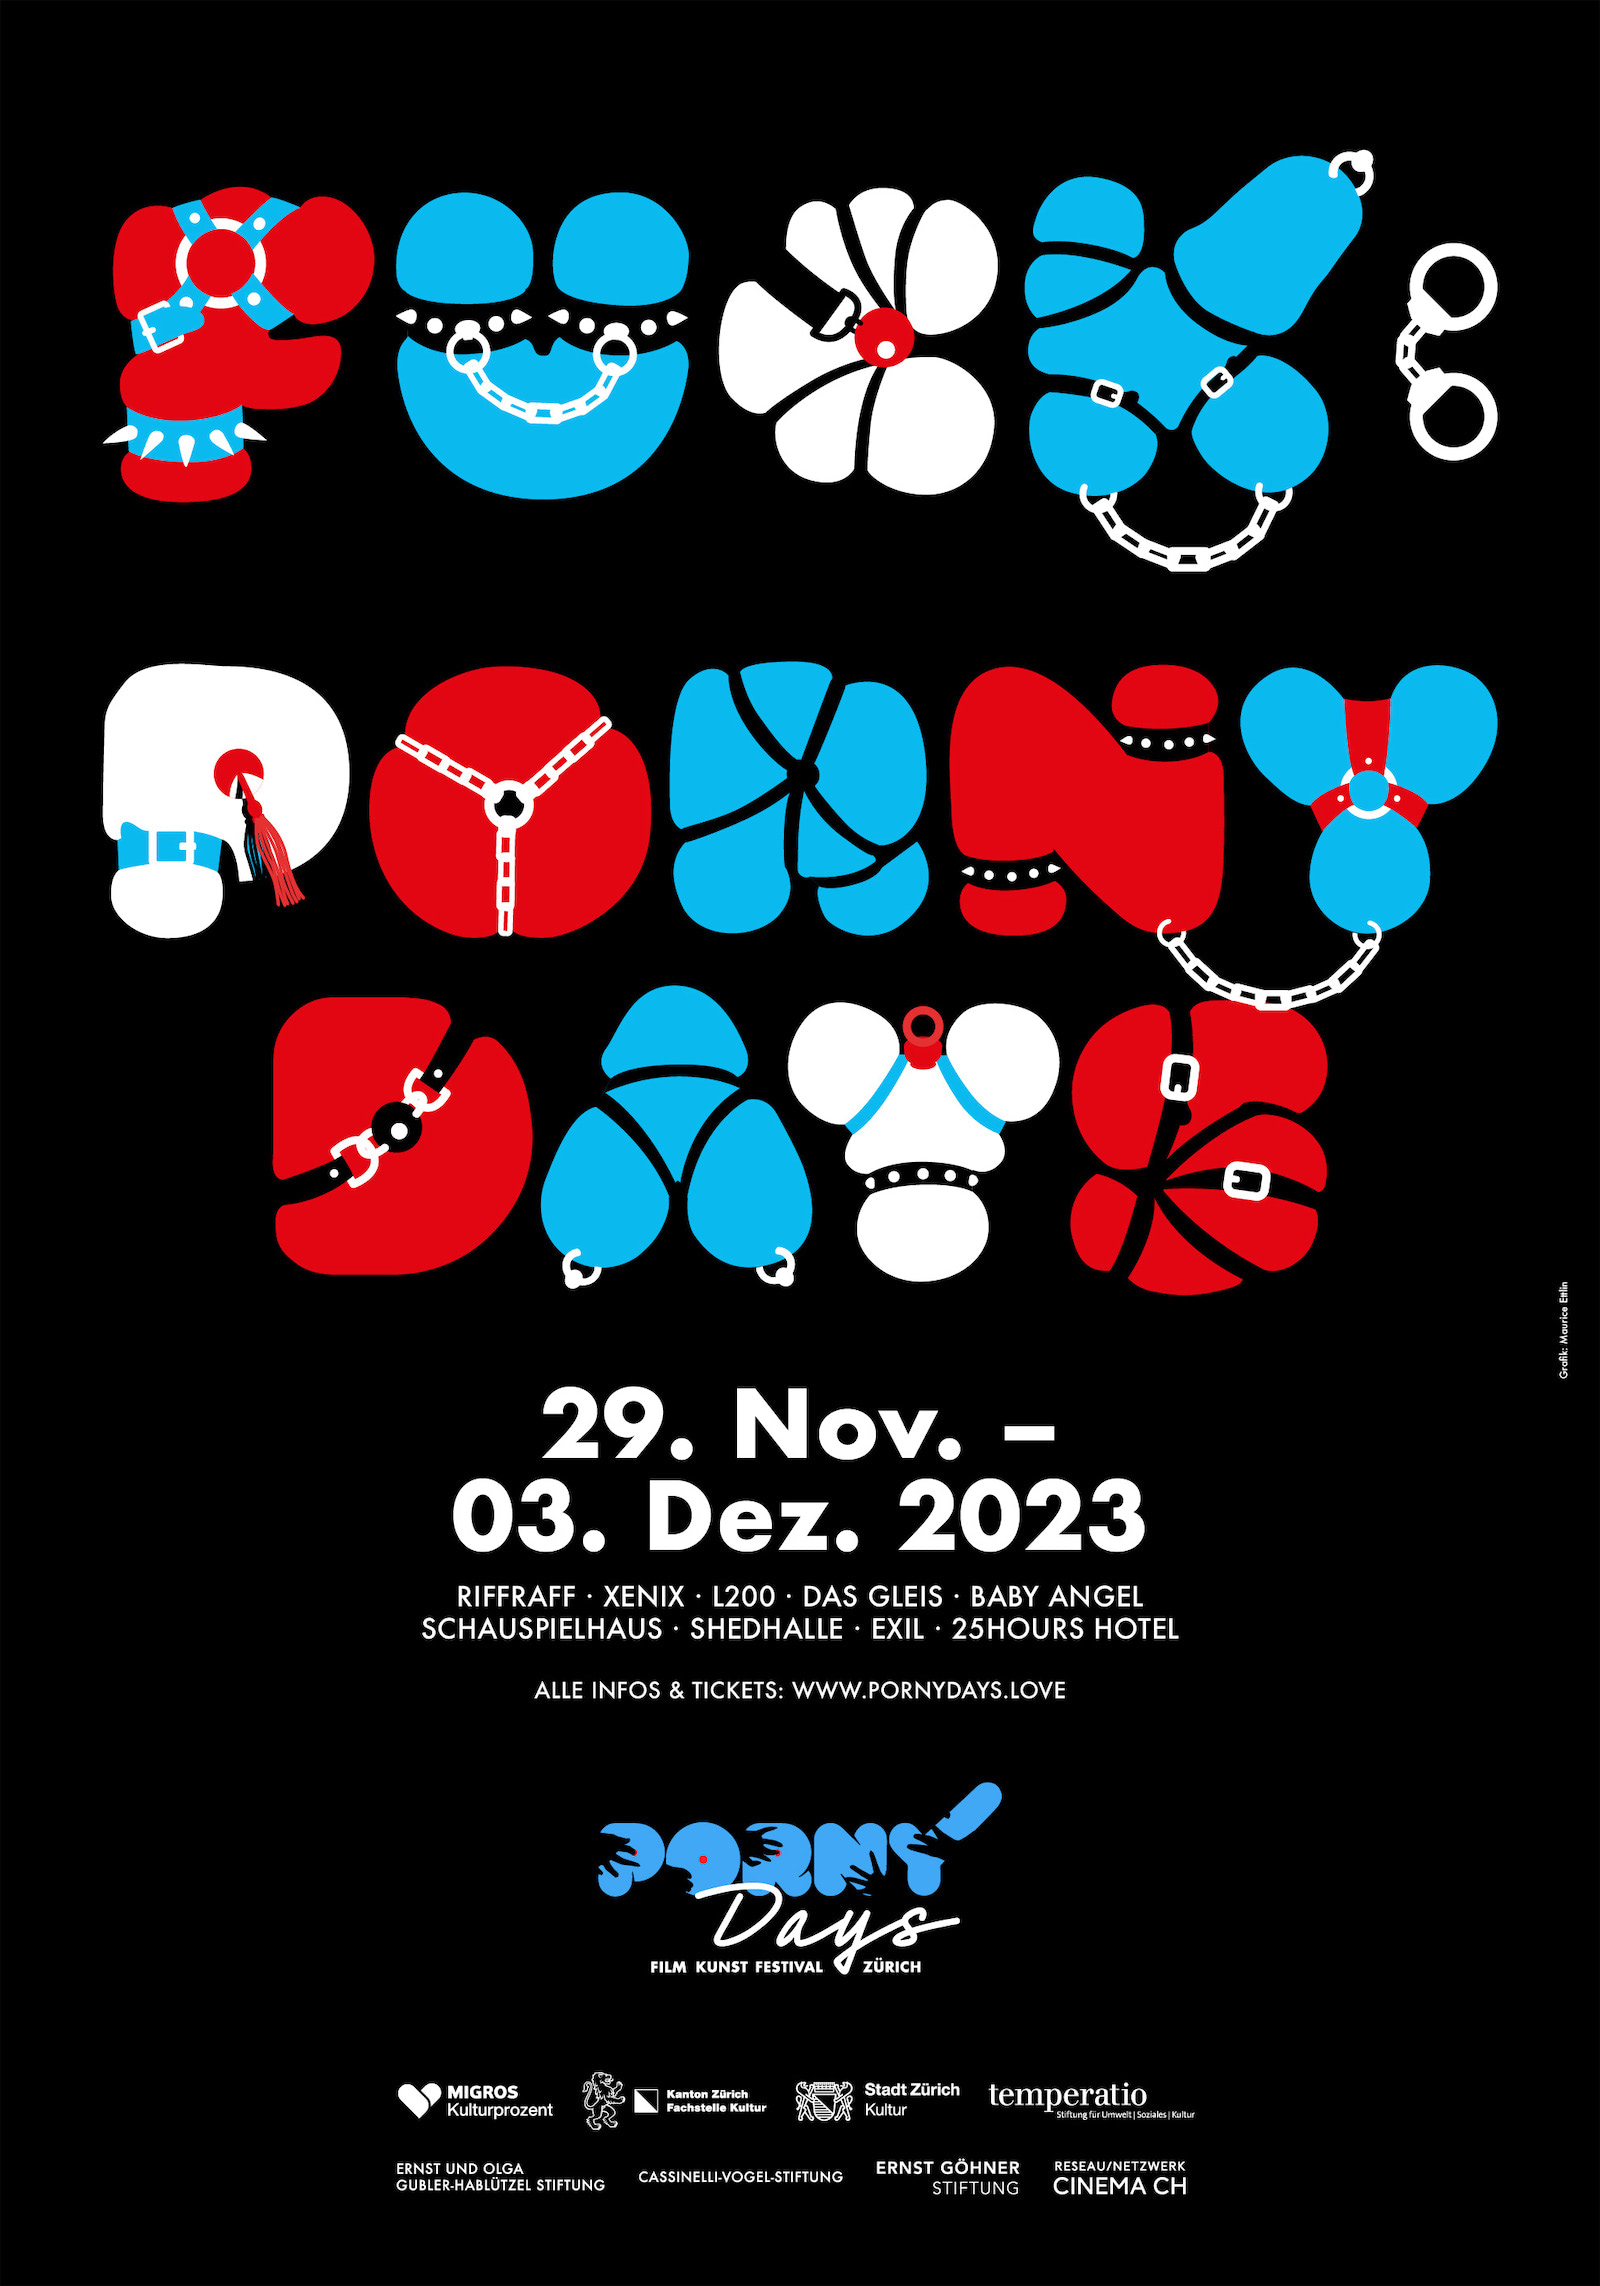 FU*K:
PORNY
DAYS
29. Nov. –
03. Dez. 2023
RIFFRAFF · XENIX · L200 · DAS GLEIS · BABY ANGEL
SCHAUSPIELHAUS · SHEDHALLE · EXIL · 25HOURS HOTEL
ALLE INFOS & TICKETS: WWW.PORNYDAYS.LOVE
Grafik: Maurice Ettlin
PORNY
Days
FILM KUNST FESTIVAL ZÜRICH
MIGROS
Kulturprozent
Kanton Zürich
Fachstelle Kultur
Stadt Zürich
Kultur
temperatio
Stiftung für Umwelt | Soziales | Kultur
ERNST UND OLGA
GUBLER-HABLÜTZEL STIFTUNG
CASSINELLI-VOGEL-STIFTUNG
ERNST GÖHNER
STIFTUNG
RESEAU/NETZWERK
CINEMA CH